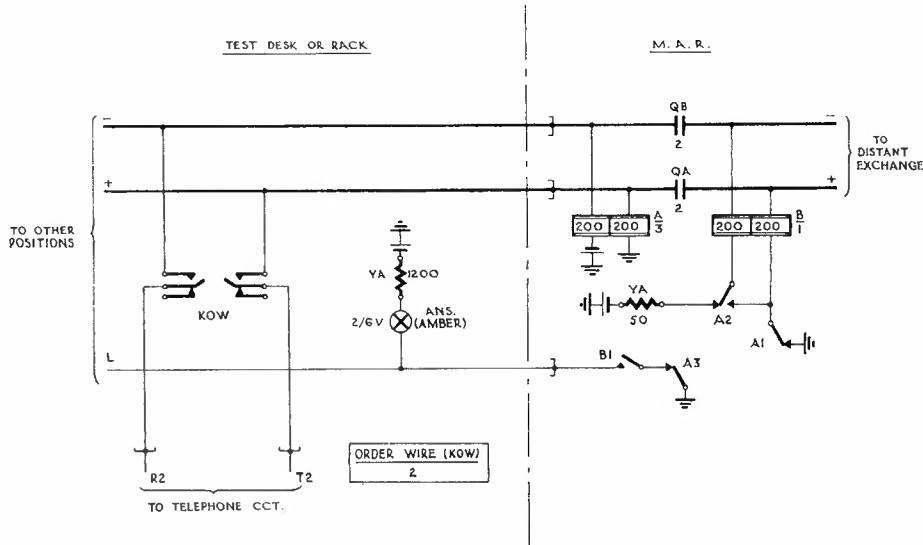 TEST DESK OR RACK
M. A. R.
QB
2
−
−
TO
DISTANT
EXCHANGE
QA
2
+
+
TO OTHER
POSITIONS
200 200
A
3
200 200
B
1
YA
1200
KOW
2/6V
ANS.
(AMBER)
YA
50
A2
A1
L
B1
A3
ORDER WIRE (KOW)
2
R2
T2
TO TELEPHONE CCT.